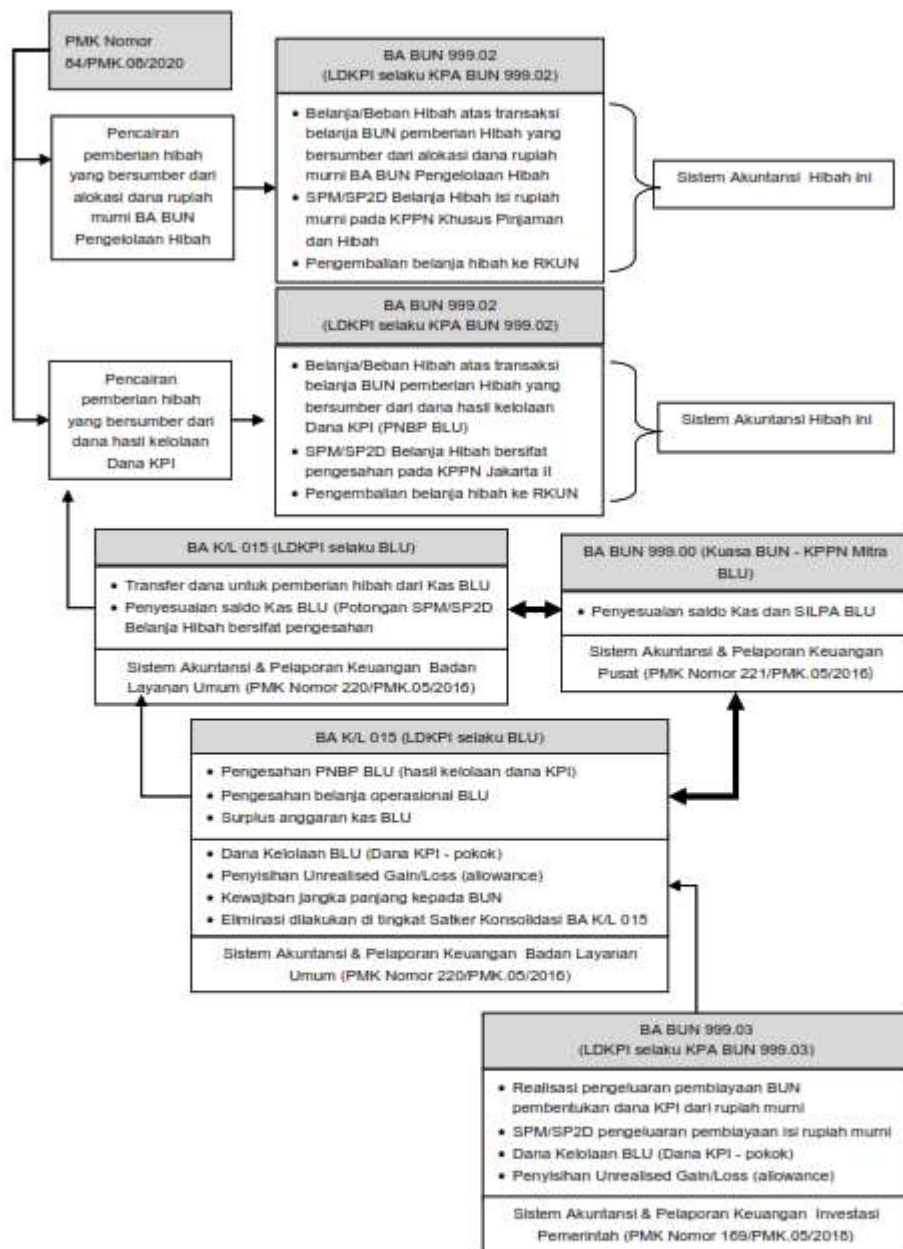 PMK Nomor
84/PMK.08/2020
BA BUN 999.02
(LDKPI selaku KPA BUN 999.02)
Pencairan
pemberian hibah
yang bersumber dari
alokasi dana rupiah
murni BA BUN
Pengelolaan Hibah
• Belanja/Beban Hibah atas transaksi
belanja BUN pemberian Hibah yang
bersumber dari alokasi dana rupiah
murni BA BUN Pengelolaan Hibah
• SPM/SP2D Belanja Hibah isi rupiah
murni pada KPPN Khusus Pinjaman
dan Hibah
• Pengembalian belanja hibah ke RKUN
Sistem Akuntansi Hibah ini
BA BUN 999.02
(LDKPI selaku KPA BUN 999.02)
Pencairan
pemberian hibah
yang bersumber dari
dana hasil kelolaan
Dana KPI
• Belanja/Beban Hibah atas transaksi
belanja BUN pemberian Hibah yang
bersumber dari dana hasil kelolaan
Dana KPI (PNBP BLU)
• SPM/SP2D Belanja Hibah bersifat
pengesahan pada KPPN Jakarta II
• Pengembalian belanja hibah ke RKUN
Sistem Akuntansi Hibah ini
BA K/L 015 (LDKPI selaku BLU)
• Transfer dana untuk pemberian hibah dari Kas BLU
• Penyesuaian saldo Kas BLU (Potongan SPM/SP2D
Belanja Hibah bersifat pengesahan
Sistem Akuntansi & Pelaporan Keuangan Badan
Layanan Umum (PMK Nomor 220/PMK.05/2016)
BA BUN 999.00 (Kuasa BUN - KPPN Mitra
BLU)
• Penyesuaian saldo Kas dan SILPA BLU
Sistem Akuntansi & Pelaporan Keuangan
Pusat (PMK Nomor 221/PMK.05/2016)
BA K/L 015 (LDKPI selaku BLU)
• Pengesahan PNBP BLU (hasil kelolaan dana KPI)
• Pengesahan belanja operasional BLU
• Surplus anggaran kas BLU
• Dana Kelolaan BLU (Dana KPI - pokok)
• Penyisihan Unrealised Gain/Loss (allowance)
• Kewajiban jangka panjang kepada BUN
• Eliminasi dilakukan di tingkat Satker Konsolidasi BA K/L 015
Sistem Akuntansi & Pelaporan Keuangan Badan Layanan
Umum (PMK Nomor 220/PMK.05/2016)
BA BUN 999.03
(LDKPI selaku KPA BUN 999.03)
• Realisasi pengeluaran pembiayaan BUN
pembentukan dana KPI dari rupiah murni
• SPM/SP2D pengeluaran pembiayaan isi rupiah murni
• Dana Kelolaan BLU (Dana KPI - pokok)
• Penyisihan Unrealised Gain/Loss (allowance)
Sistem Akuntansi & Pelaporan Keuangan Investasi
Pemerintah (PMK Nomor 169/PMK.05/2018)